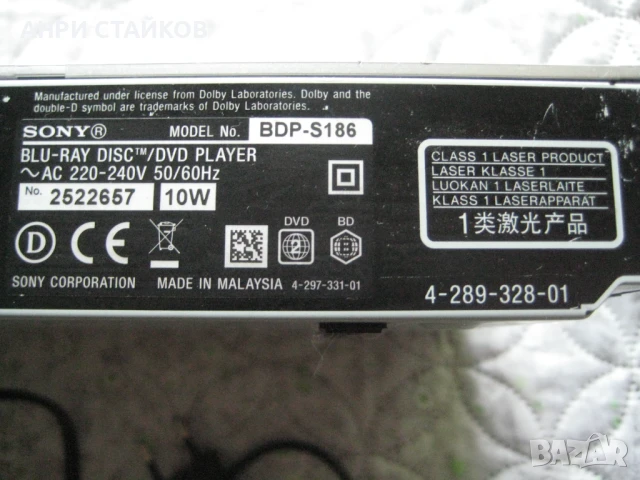 АНРИ СТАЙКОВ
Manufactured under license from Dolby Laboratories. Dolby and the
double-D symbol are trademarks of Dolby Laboratories.
SONY® MODEL No. BDP-S186
BLU-RAY DISC™/DVD PLAYER
~AC 220-240V 50/60Hz
No. 2522657 10W
D CE DVD 2 BD B
SONY CORPORATION MADE IN MALAYSIA 4-297-331-01
CLASS 1 LASER PRODUCT
LASER KLASSE 1
LUOKAN 1 LASERLAITE
KLASS 1 LASERAPPARAT
1类激光产品
4-289-328-01
BAZAR